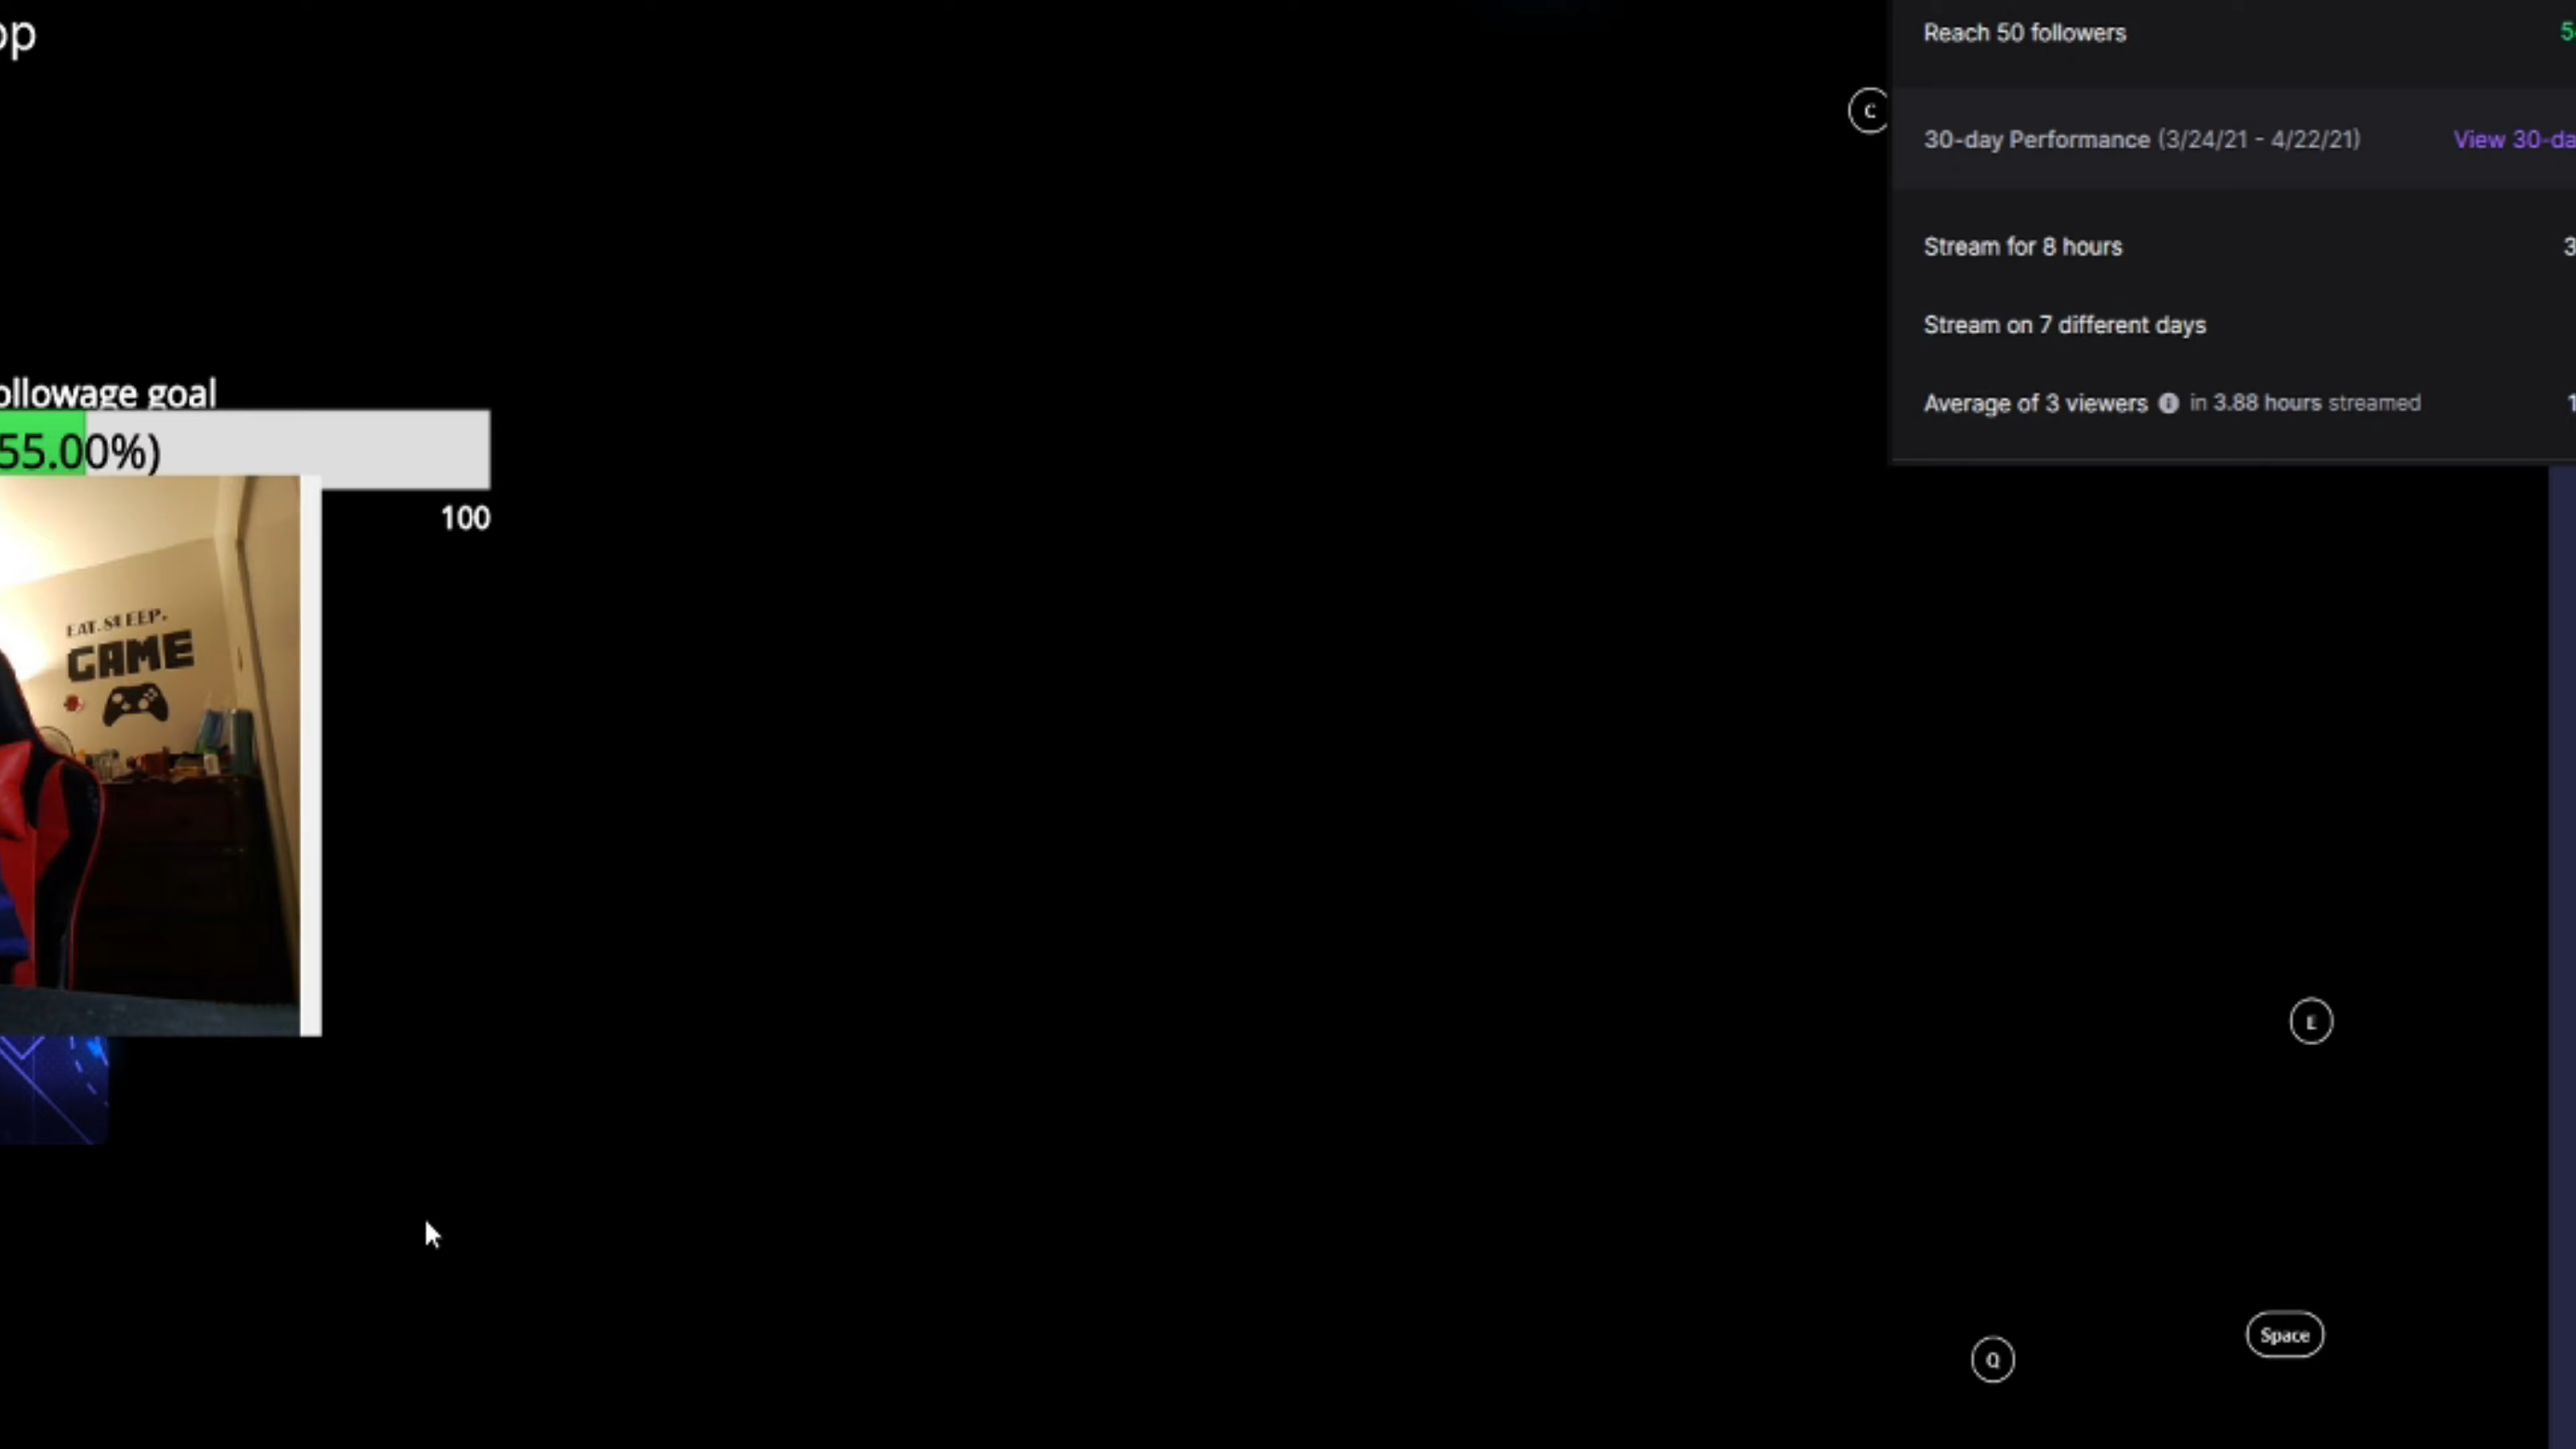 op
Reach 50 followers
5
C
30-day Performance (3/24/21 - 4/22/21) View 30-da
Stream for 8 hours 3
Stream on 7 different days
Average of 3 viewers in 3.88 hours streamed 1
ollowage goal
55.00%)
100
EAT. SLEEP.
GAME
E
Space
Q